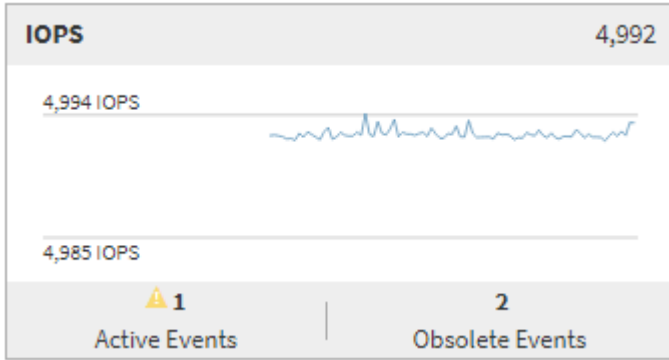 IOPS 4,992
4,994 IOPS
4,985 IOPS
1 2
Active Events Obsolete Events